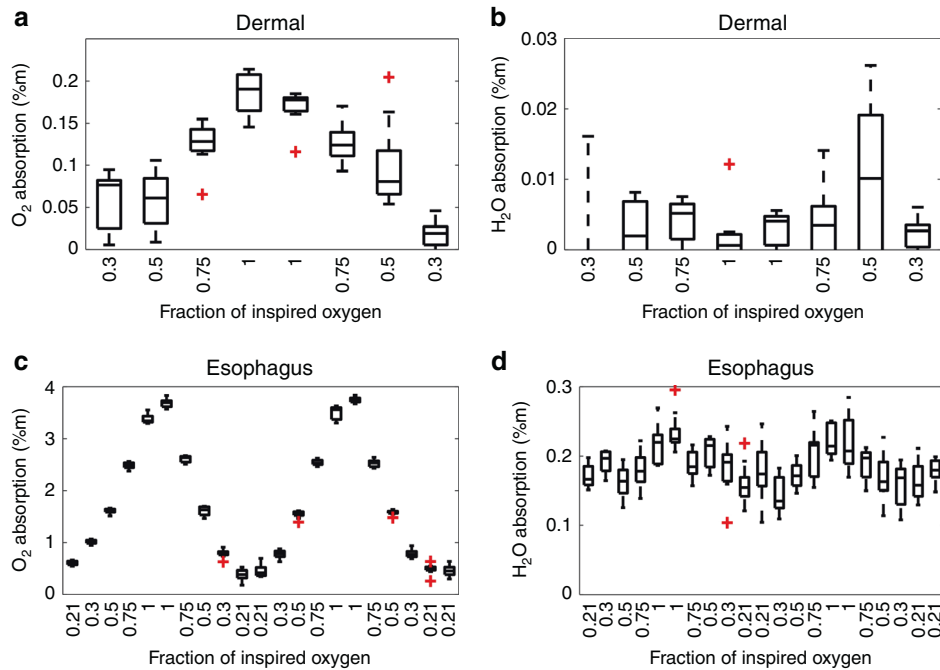 a
Dermal
O₂ absorption (%m)
0.2
0.15
0.1
0.05
0
0.3 0.5 0.75 1 1 0.75 0.5 0.3
Fraction of inspired oxygen
b
Dermal
H₂O absorption (%m)
0.03
0.02
0.01
0
0.3 0.5 0.75 1 1 0.75 0.5 0.3
Fraction of inspired oxygen
c
Esophagus
O₂ absorption (%m)
4
3
2
1
0
0.21 0.3 0.5 0.75 1 1 0.75 0.5 0.3 0.21 0.21 0.3 0.5 0.75 1 1 0.75 0.5 0.3 0.21 0.21
Fraction of inspired oxygen
d
Esophagus
H₂O absorption (%m)
0.3
0.2
0.1
0
0.21 0.3 0.5 0.75 1 1 0.75 0.5 0.3 0.21 0.21 0.3 0.5 0.75 1 1 0.75 0.5 0.3 0.21 0.21
Fraction of inspired oxygen